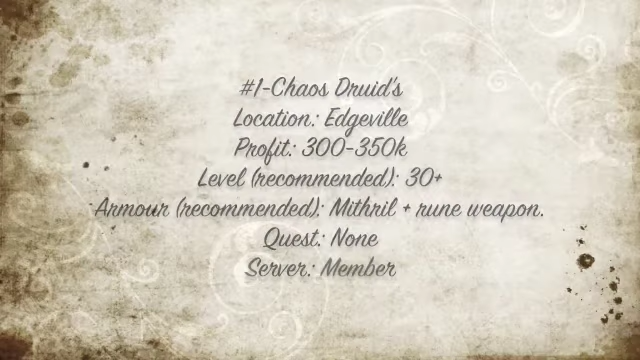 #1-Chaos Druid's
Location: Edgeville
Profit: 300-350k
Level (recommended): 30+
Armour (recommended): Mithril + rune weapon.
Quest: None
Server: Member